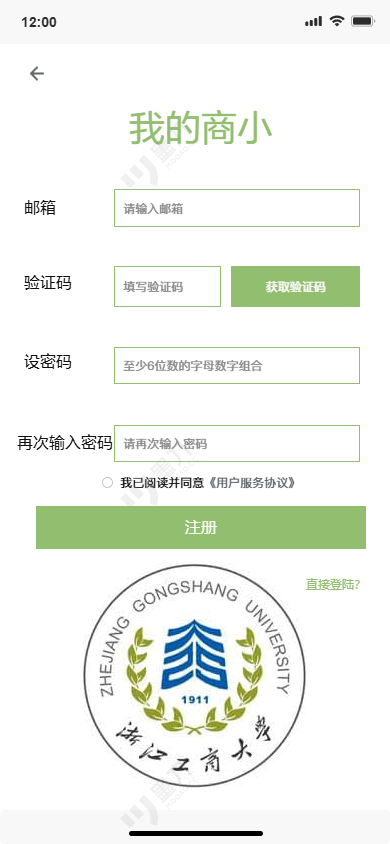 12:00
我的商小
邮箱
请输入邮箱
验证码
填写验证码
获取验证码
设密码
至少6位数的字母数字组合
再次输入密码
请再次输入密码
我已阅读并同意《用户服务协议》
注册
直接登陆？
ZHEJIANG GONGSHANG UNIVERSITY
1911
浙江工商大学